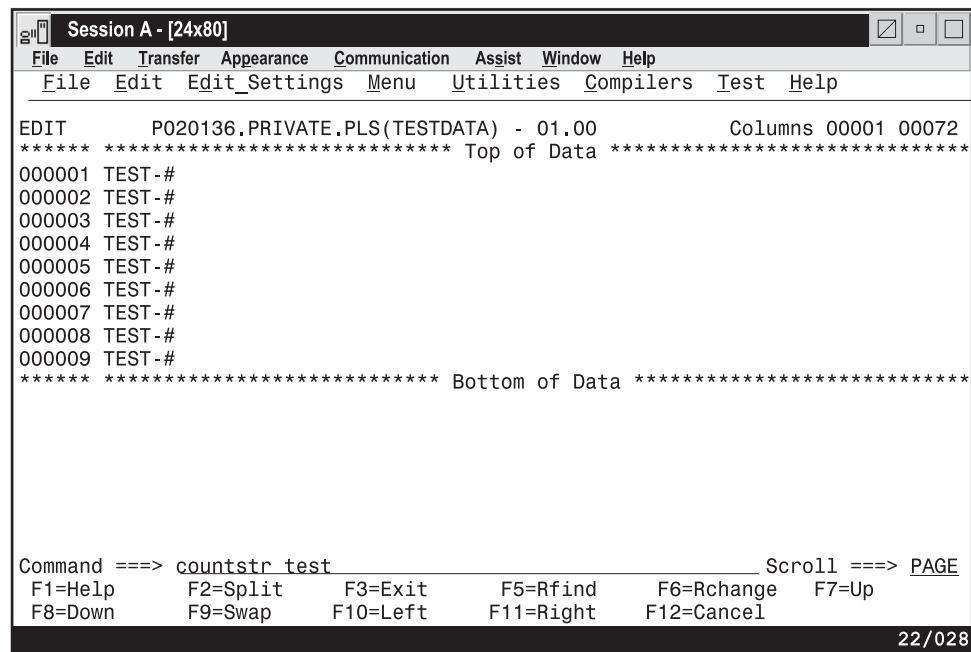 Session A - [24x80]
File Edit Transfer Appearance Communication Assist Window Help
File Edit Edit_Settings Menu Utilities Compilers Test Help
EDIT PO20136.PRIVATE.PLS(TESTDATA) - 01.00 Columns 00001 00072
****** ***************************** Top of Data ******************************
000001 TEST-#
000002 TEST-#
000003 TEST-#
000004 TEST-#
000005 TEST-#
000006 TEST-#
000007 TEST-#
000008 TEST-#
000009 TEST-#
****** **************************** Bottom of Data ****************************
Command ===> countstr test Scroll ===> PAGE
F1=Help F2=Split F3=Exit F5=Rfind F6=Rchange F7=Up
F8=Down F9=Swap F10=Left F11=Right F12=Cancel
22/028